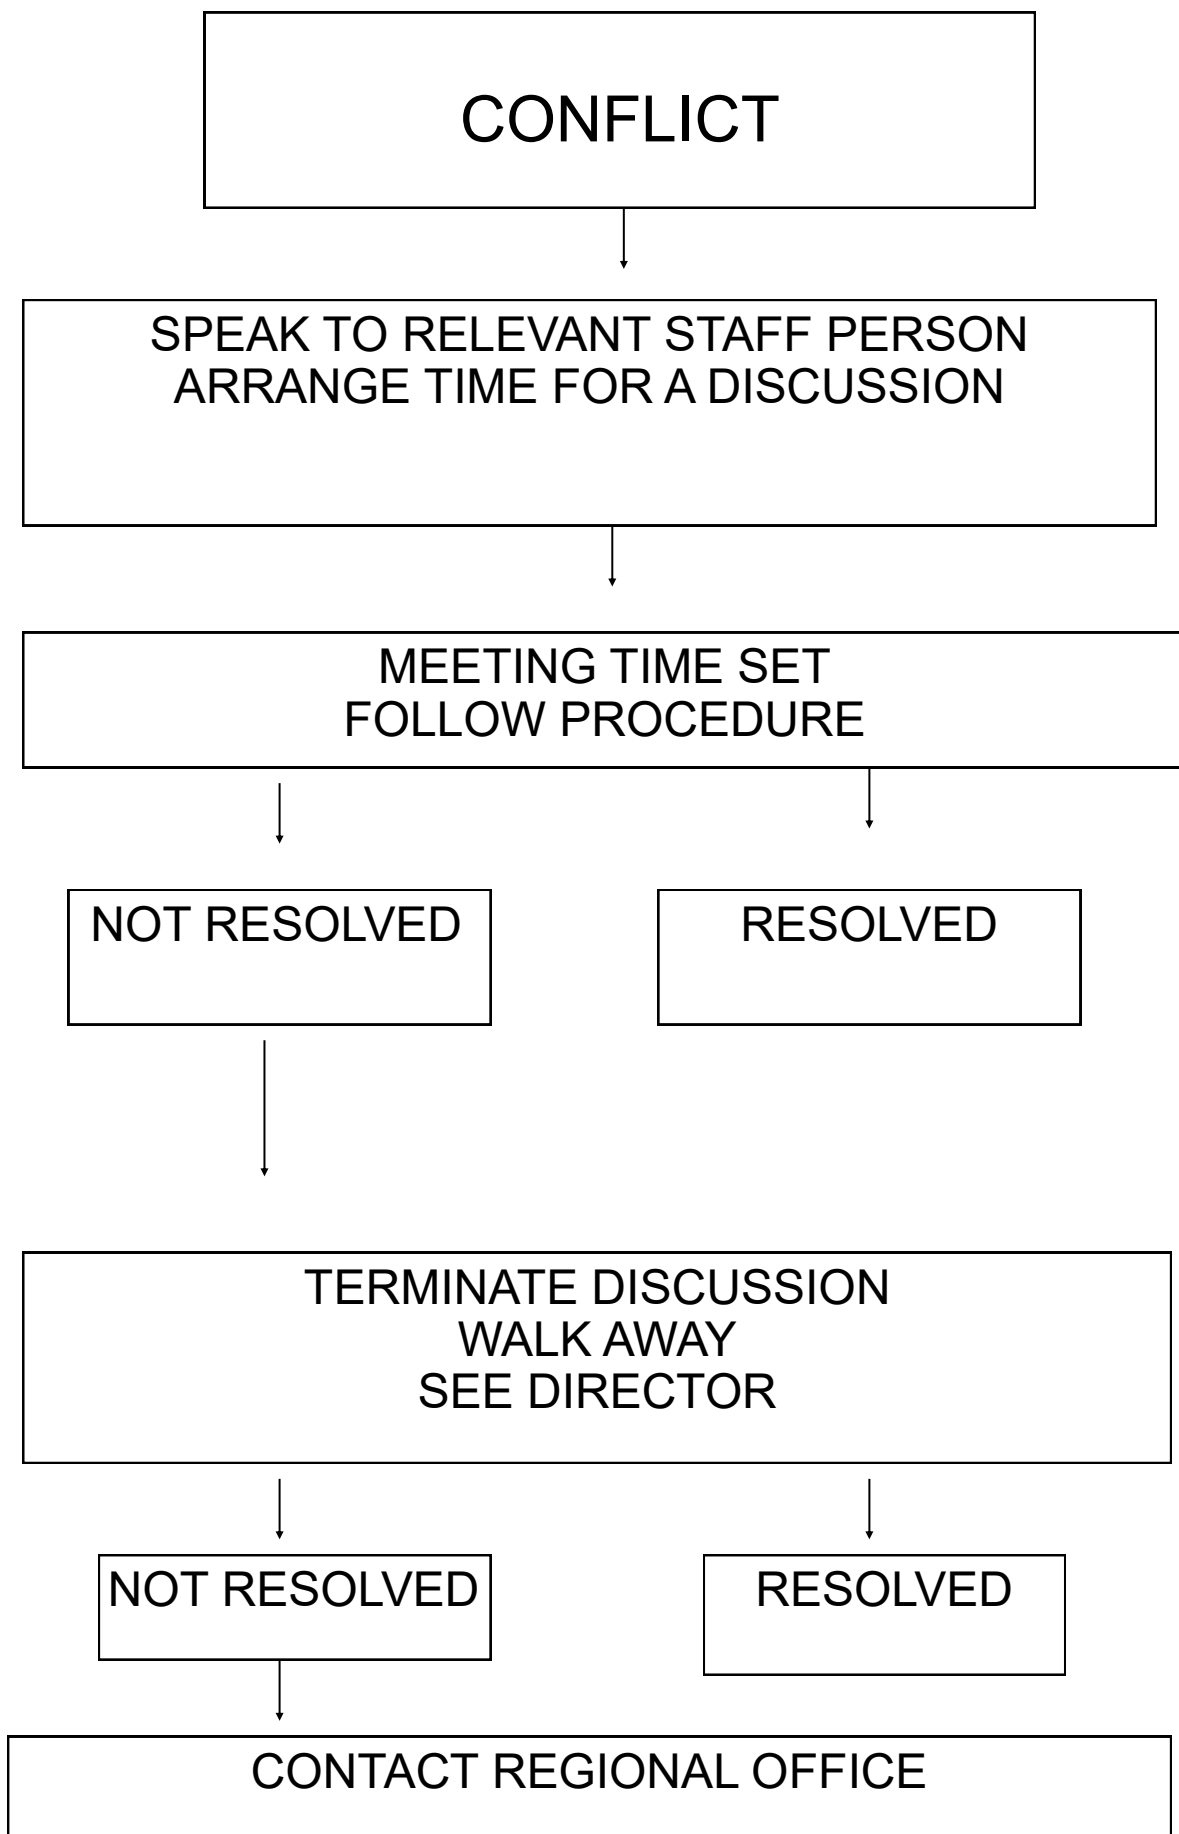 CONFLICT
SPEAK TO RELEVANT STAFF PERSON
ARRANGE TIME FOR A DISCUSSION
MEETING TIME SET
FOLLOW PROCEDURE
NOT RESOLVED
RESOLVED
TERMINATE DISCUSSION
WALK AWAY
SEE DIRECTOR
NOT RESOLVED
RESOLVED
CONTACT REGIONAL OFFICE